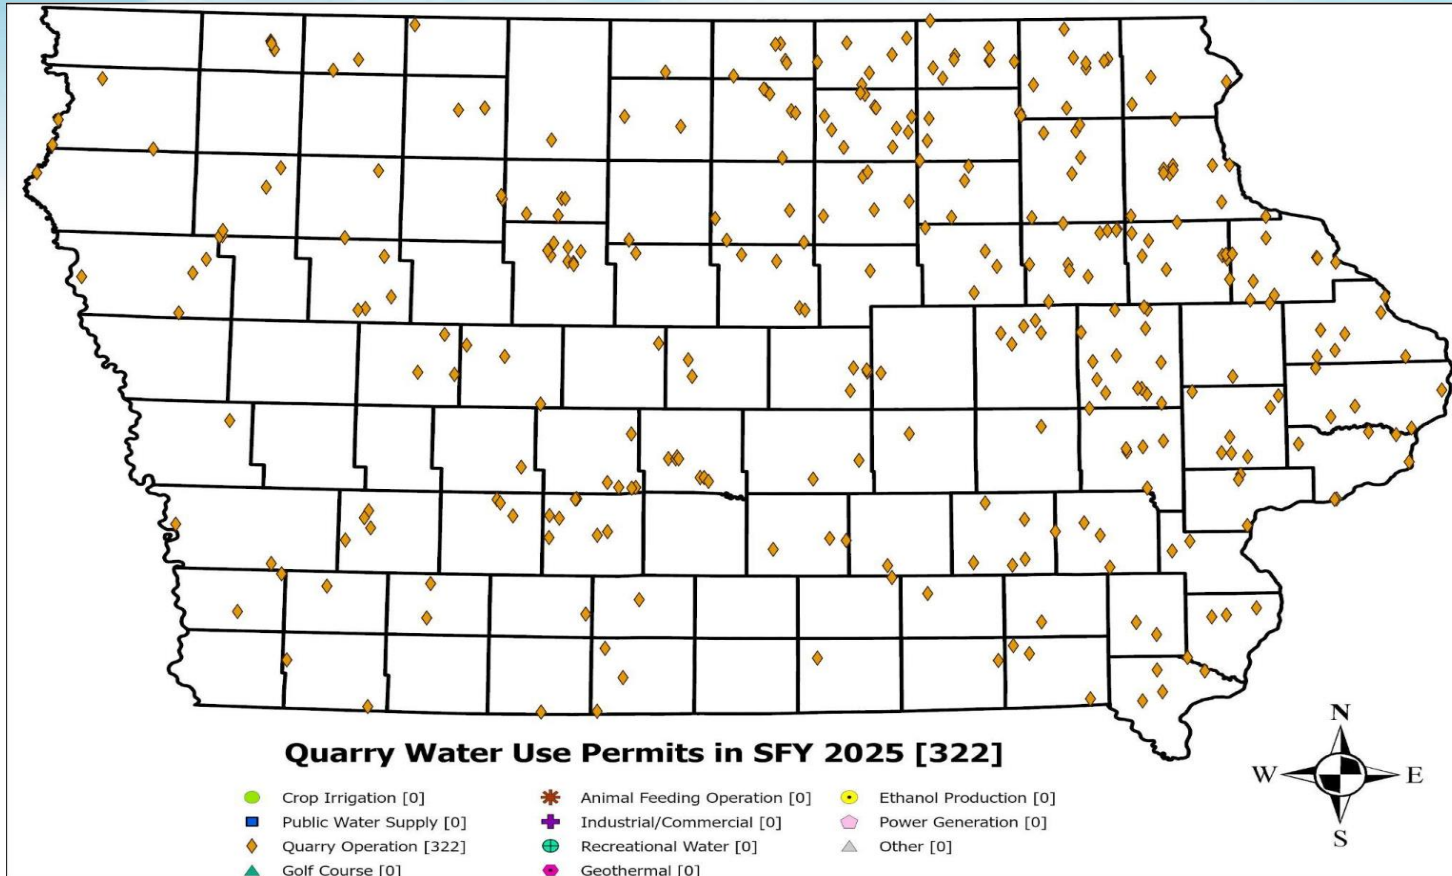 Quarry Water Use Permits in SFY 2025 [322]
Crop Irrigation [0]
Public Water Supply [0]
Quarry Operation [322]
Golf Course [0]
Animal Feeding Operation [0]
Industrial/Commercial [0]
Recreational Water [0]
Geothermal [0]
Ethanol Production [0]
Power Generation [0]
Other [0]
N
W E
S